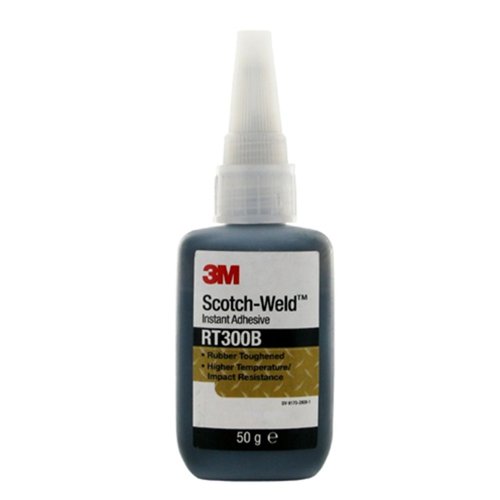 3M
Scotch-Weld™
Instant Adhesive
RT300B
• Rubber Toughened
• Higher Temperature/
Impact Resistance
50 g ℮